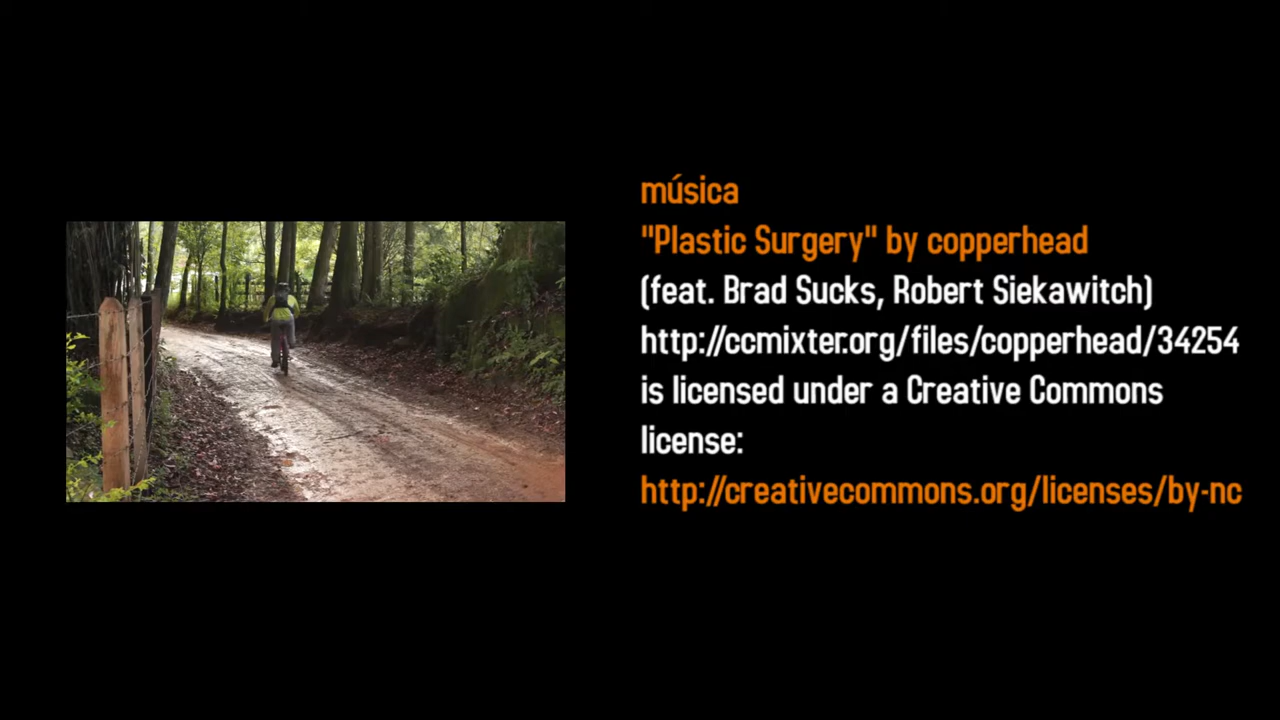 música
"Plastic Surgery" by copperhead
(feat. Brad Sucks, Robert Siekawitch)
http://ccmixter.org/files/copperhead/34254
is licensed under a Creative Commons
license:
http://creativecommons.org/licenses/by-nc